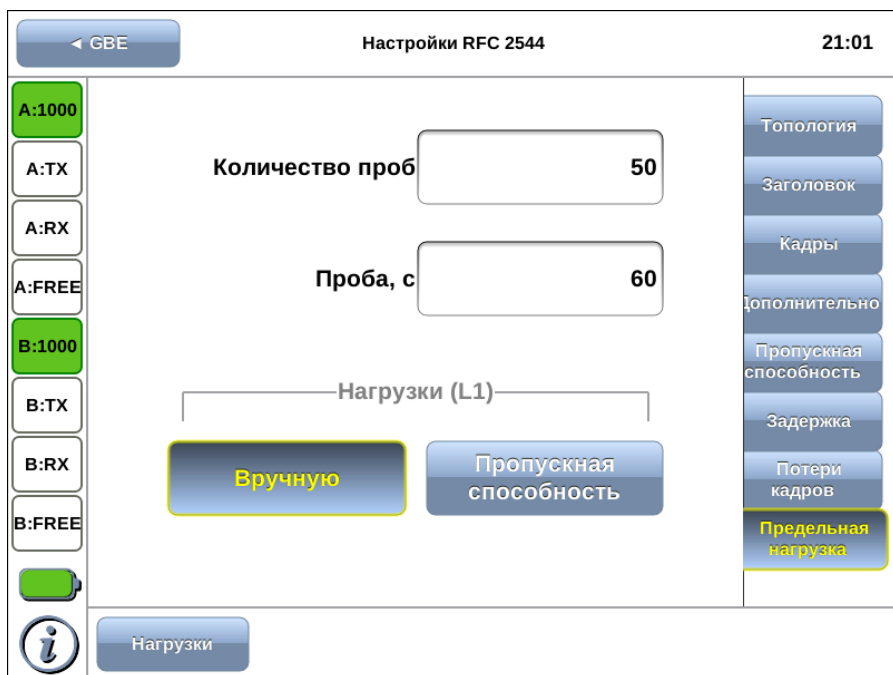 ◄ GBE
Настройки RFC 2544
21:01
A:1000
A:TX
A:RX
A:FREE
B:1000
B:TX
B:RX
B:FREE
Количество проб
50
Проба, с
60
Нагрузки (L1)
Вручную
Пропускная
способность
Топология
Заголовок
Кадры
Дополнительно
Пропускная
способность
Задержка
Потери
кадров
Предельная
нагрузка
i
Нагрузки